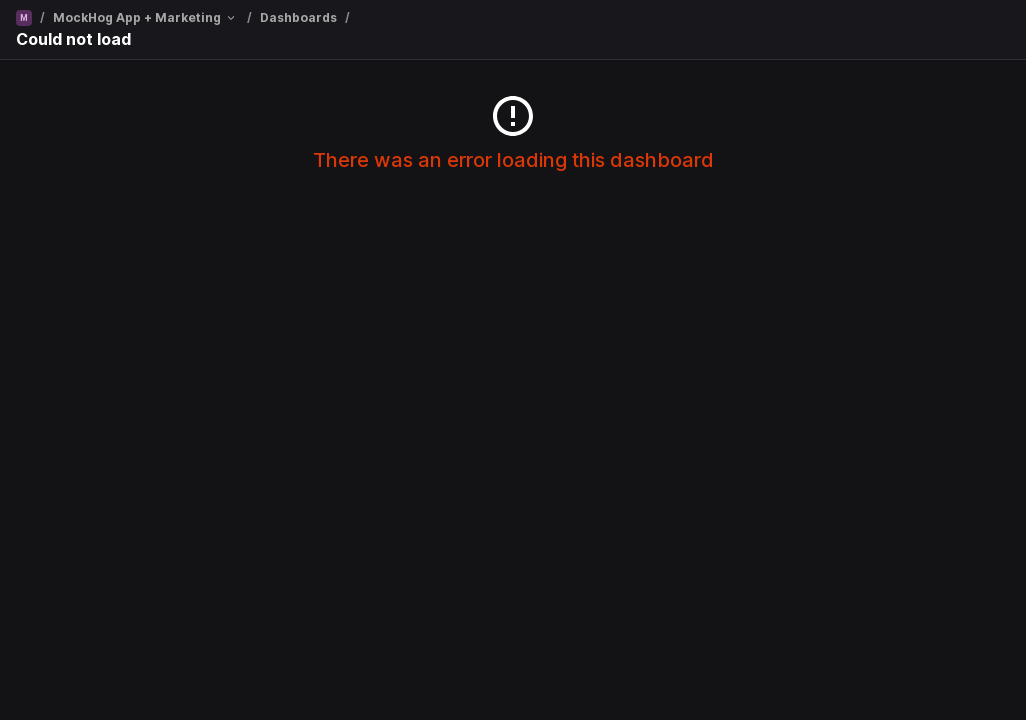 M / MockHog App + Marketing / Dashboards /
Could not load
There was an error loading this dashboard